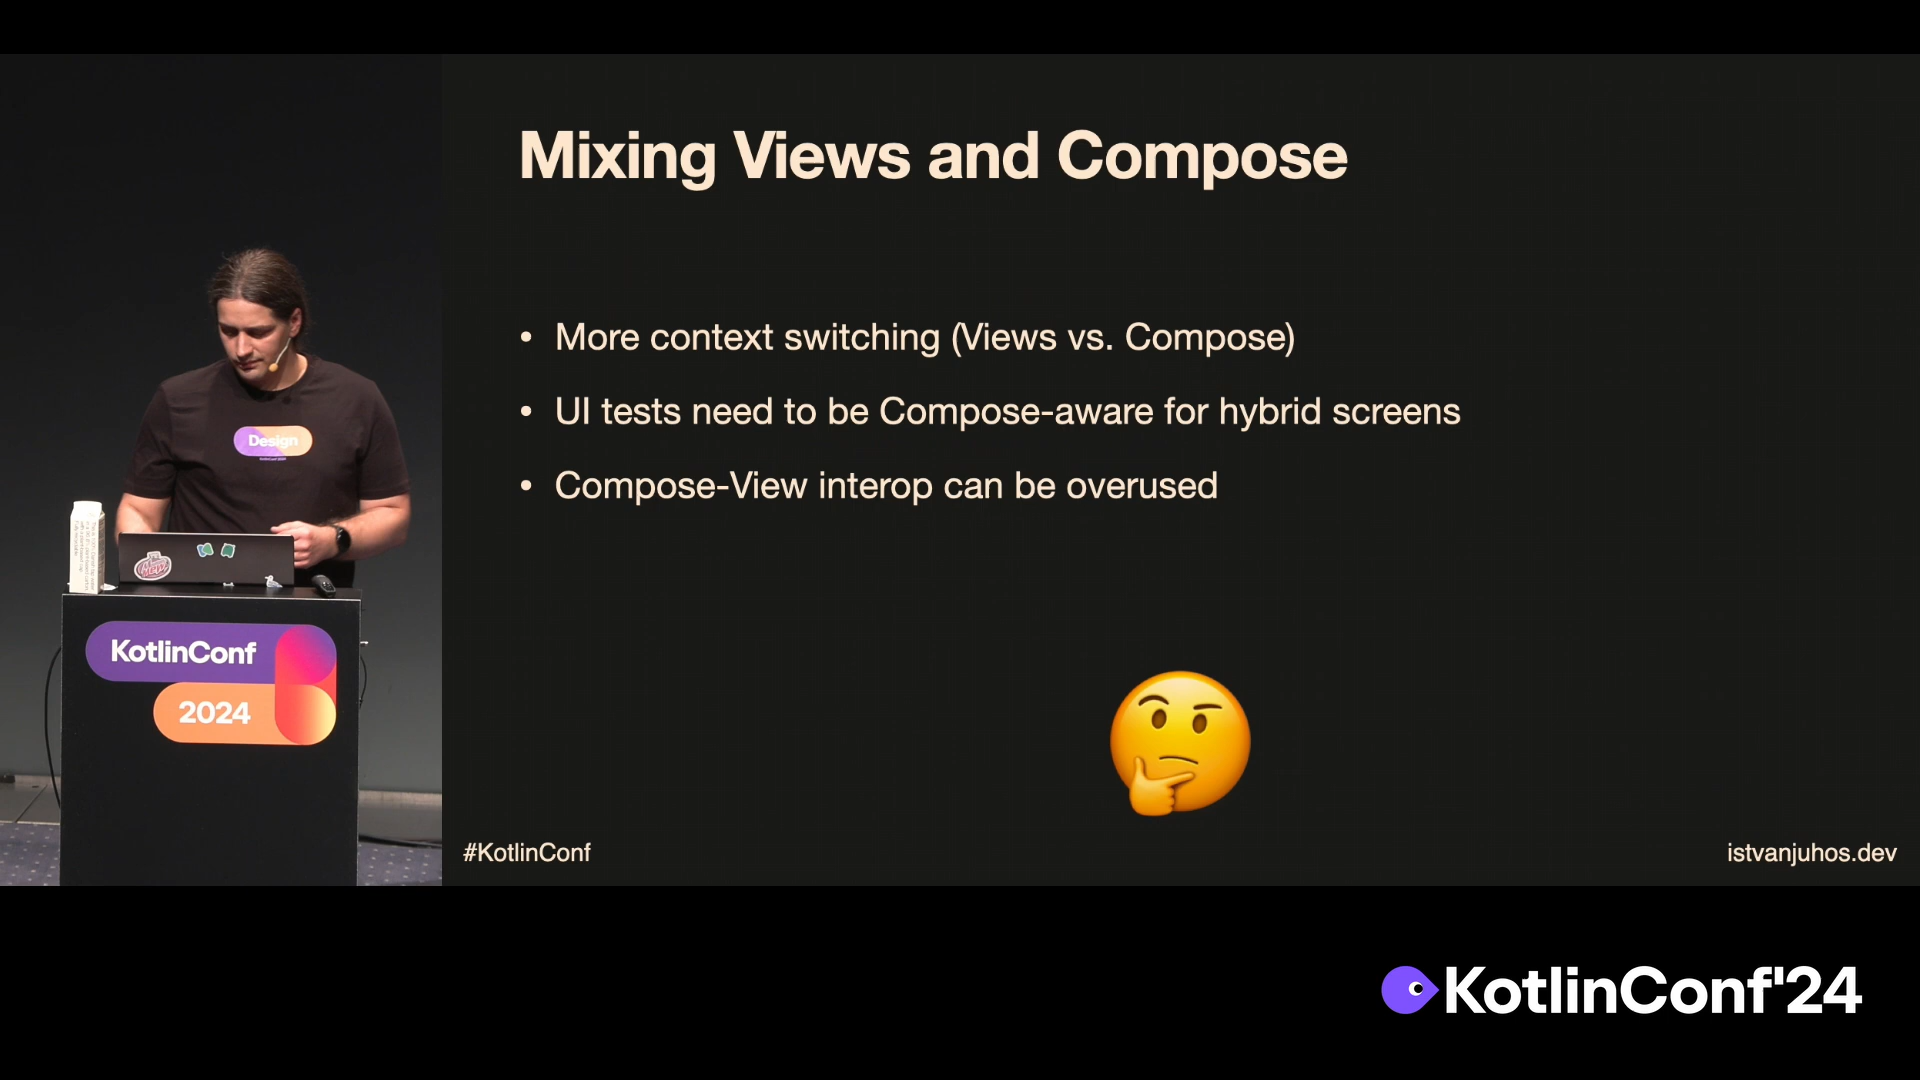 Mixing Views and Compose
• More context switching (Views vs. Compose)
• UI tests need to be Compose-aware for hybrid screens
• Compose-View interop can be overused
Design
KotlinConf
2024
#KotlinConf
istvanjuhos.dev
KotlinConf'24